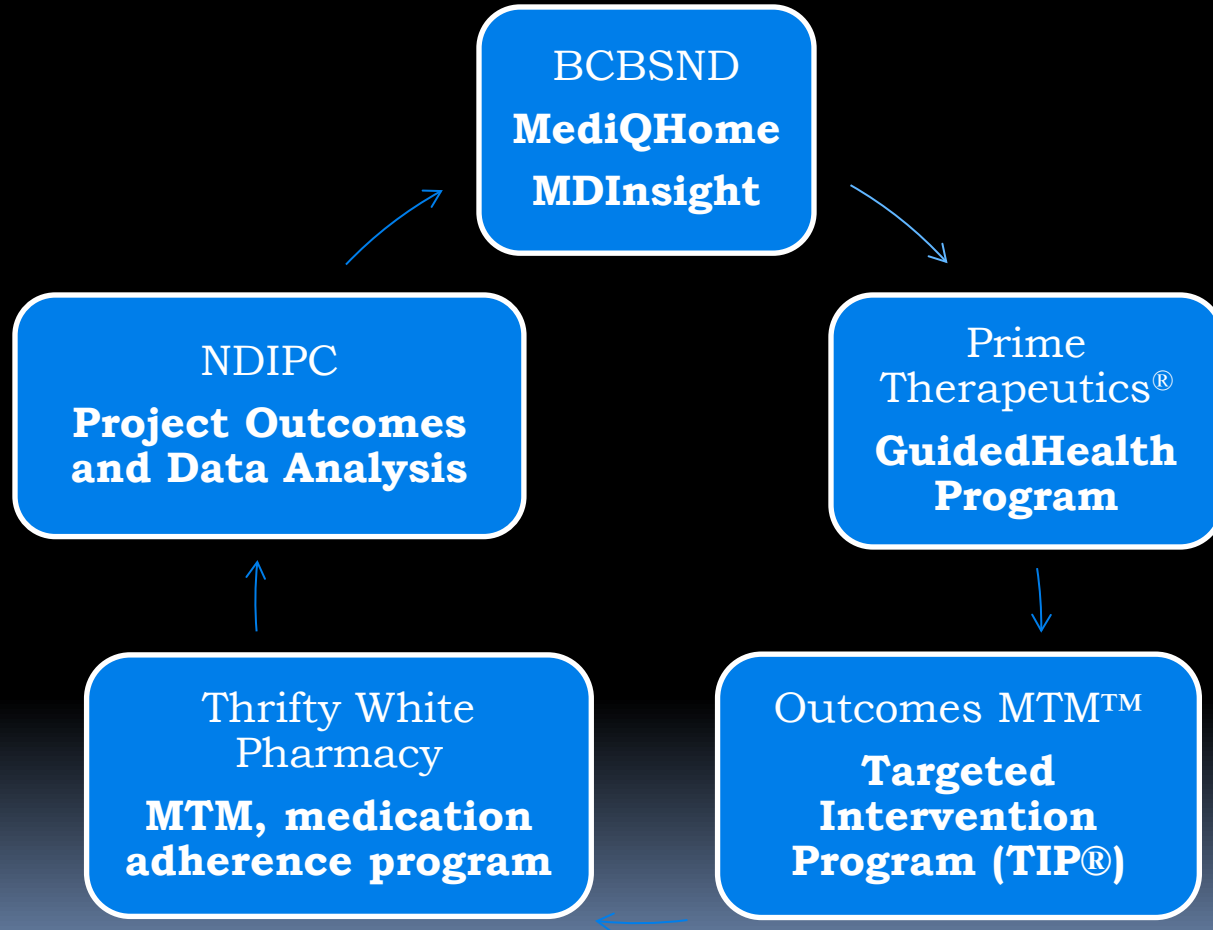 BCBSND
MediQHome
MDInsight
Prime
Therapeutics®
GuidedHealth
Program
Outcomes MTM™
Targeted
Intervention
Program (TIP®)
Thrifty White
Pharmacy
MTM, medication
adherence program
NDIPC
Project Outcomes
and Data Analysis